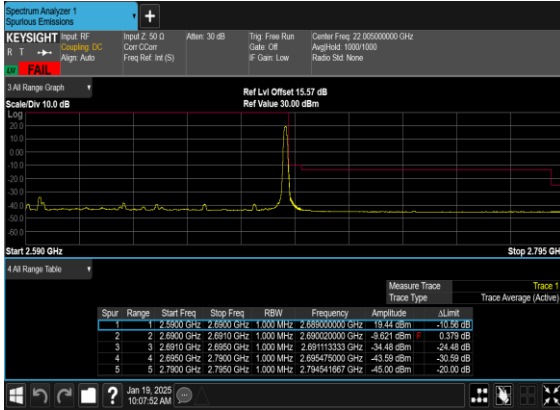 Spectrum Analyzer 1
Spurious Emissions
KEYSIGHT Input: RF Input Z: 50 Ω Atten: 30 dB Trig: Free Run Center Freq: 22.005000000 GHz
R T Coupling: DC Corr CCorr Gate: Off Avg|Hold: 1000/1000
Align: Auto Freq Ref: Int (S) IF Gain: Low Radio Std: None
FAIL
3 All Range Graph Ref Lvl Offset 15.57 dB
Scale/Div 10.0 dB Ref Value 30.00 dBm
Log
20.0
10.0
0.00
-10.0
-20.0
-30.0
-40.0
-50.0
-60.0
Start 2.590 GHz Stop 2.795 GH
4 All Range Table
Measure Trace Trace 1
Trace Type Trace Average (Active)
Spur Range Start Freq Stop Freq RBW Frequency Amplitude ΔLimit
1 1 2.5900 GHz 2.6900 GHz 1.000 MHz 2.689000000 GHz 19.44 dBm -10.56 dB
2 2 2.6900 GHz 2.6910 GHz 1.000 MHz 2.690020000 GHz -9.621 dBm F 0.379 dB
3 3 2.6910 GHz 2.6950 GHz 1.000 MHz 2.691113333 GHz -34.48 dBm -24.48 dB
4 4 2.6950 GHz 2.7900 GHz 1.000 MHz 2.695475000 GHz -43.59 dBm -30.59 dB
5 5 2.7900 GHz 2.7950 GHz 1.000 MHz 2.794541667 GHz -45.00 dBm -20.00 dB
Jan 19, 2025
10:07:52 AM